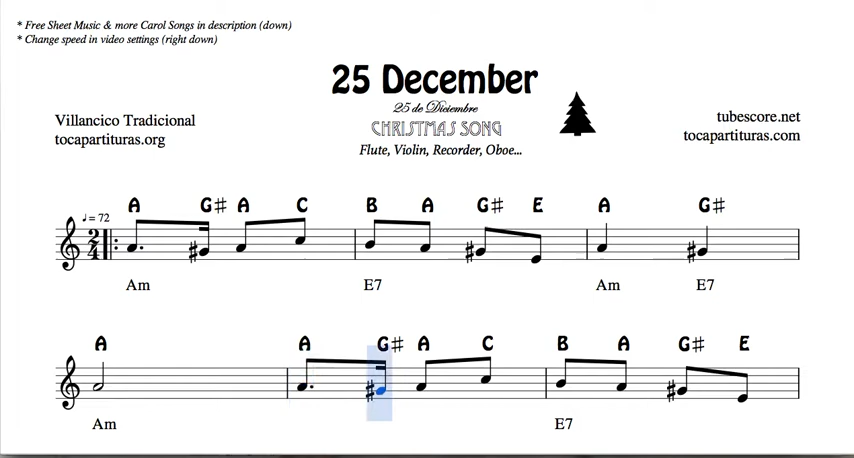 * Free Sheet Music & more Carol Songs in description (down)
* Change speed in video settings (right down)
25 December
25 de Diciembre
CHRISTMAS SONG
Flute, Violin, Recorder, Oboe...
Villancico Tradicional
tocapartituras.org
tubescore.net
tocapartituras.com
♩ = 72
A G♯ A C B A G♯ E A G♯
2
4
Am E7 Am E7
A A G♯ A C B A G♯ E
Am E7